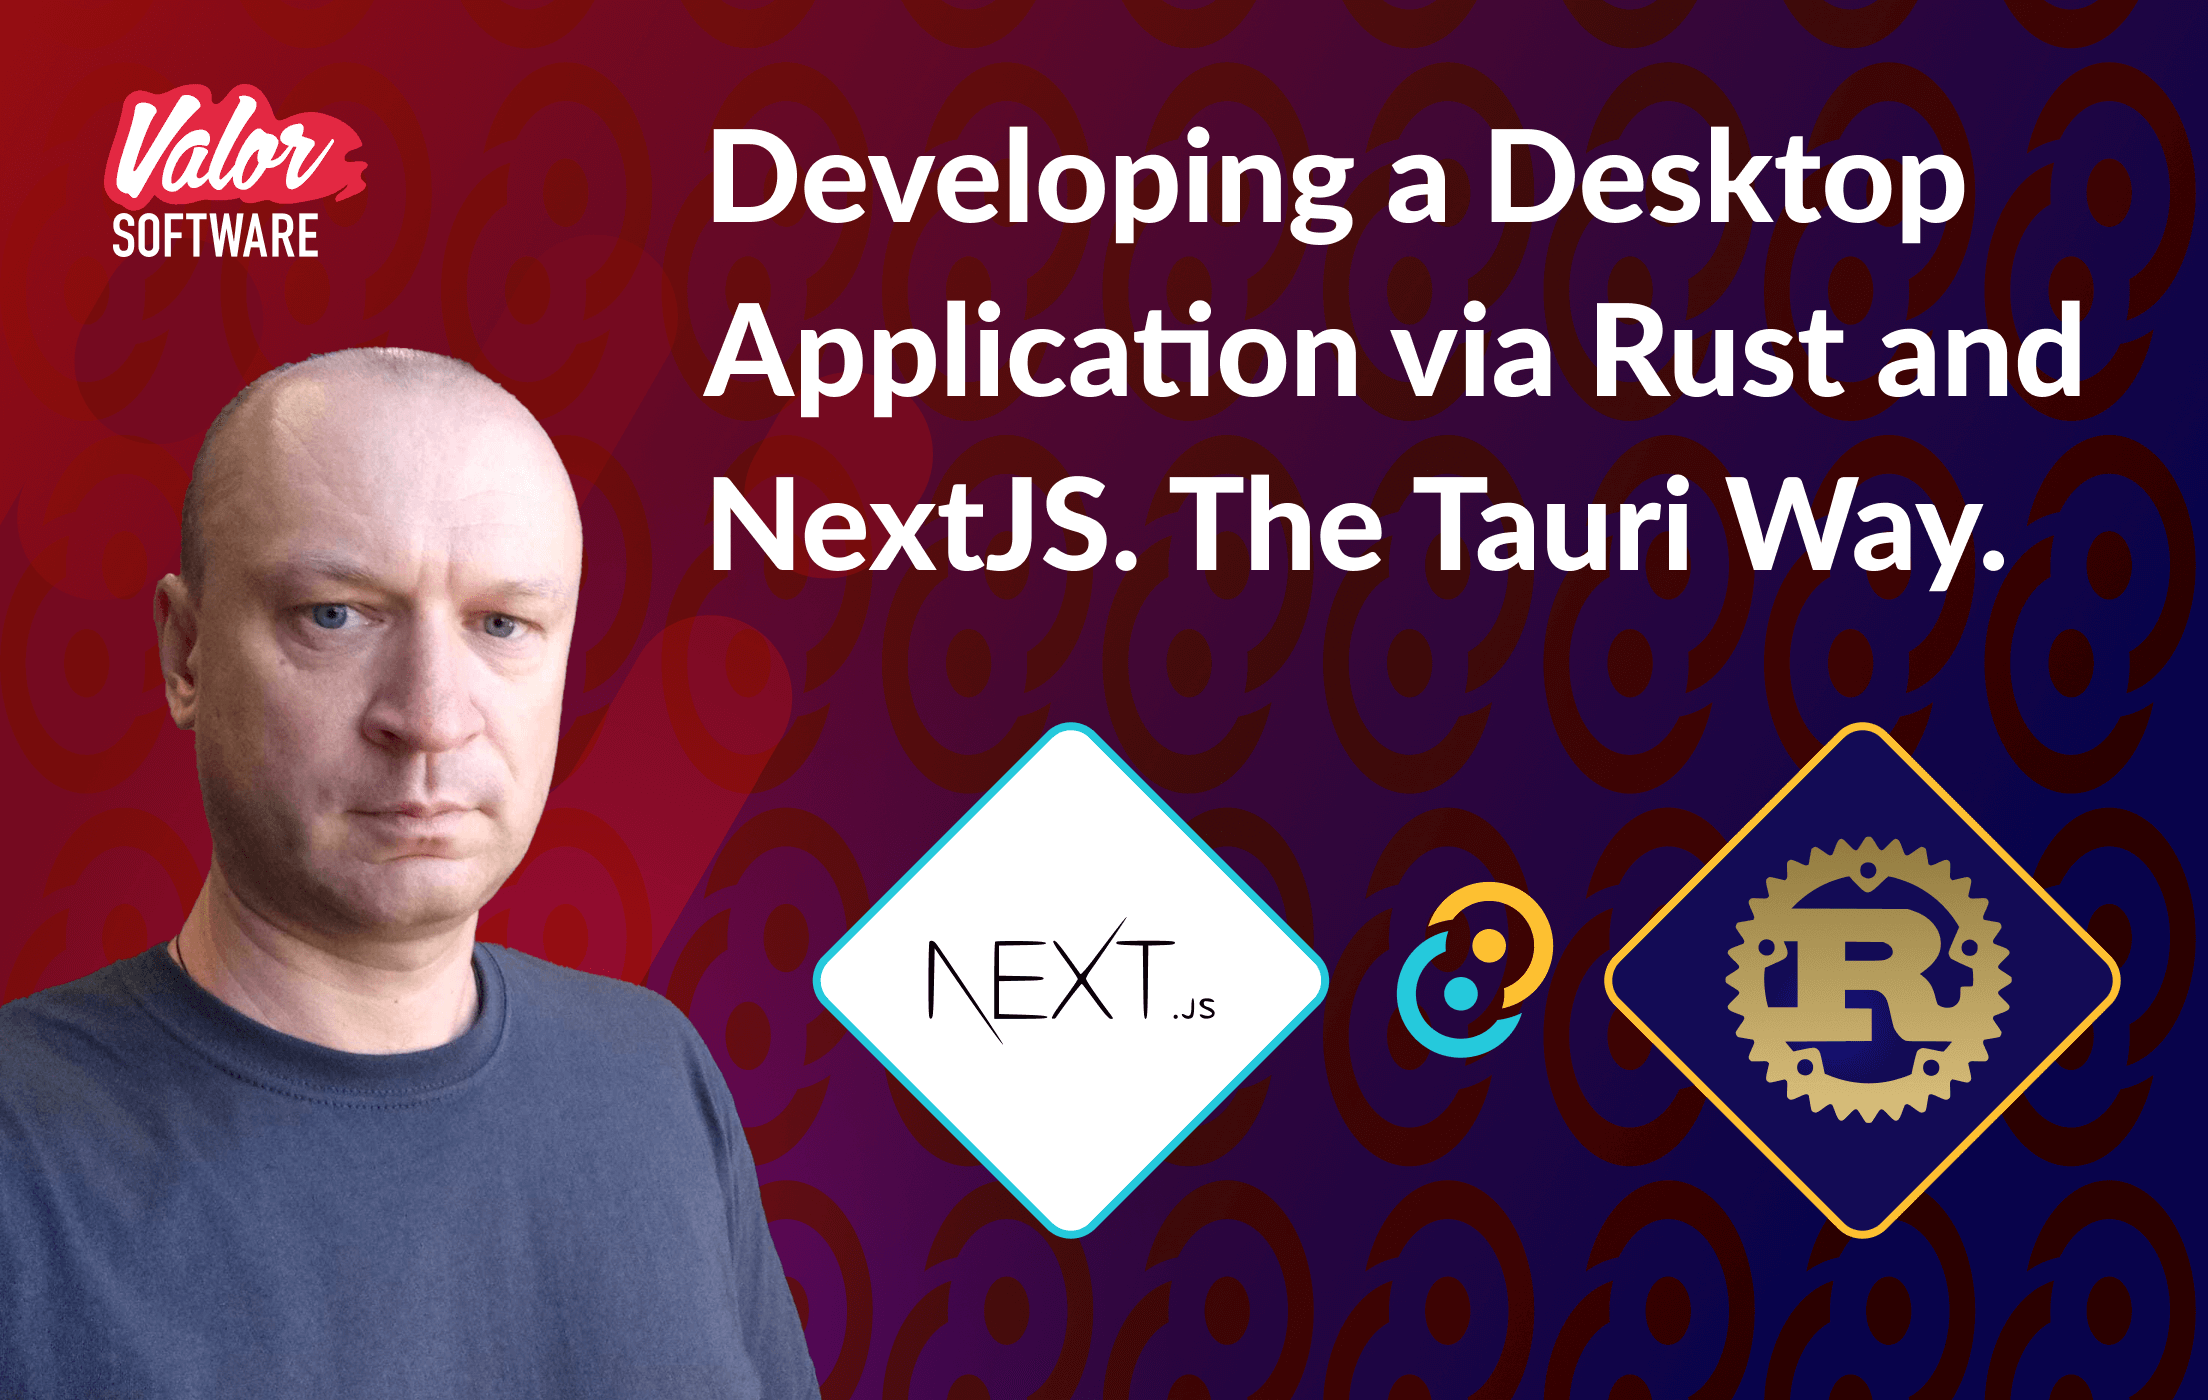 Valor
SOFTWARE
Developing a Desktop
Application via Rust and
NextJS. The Tauri Way.
NEXT.JS
R